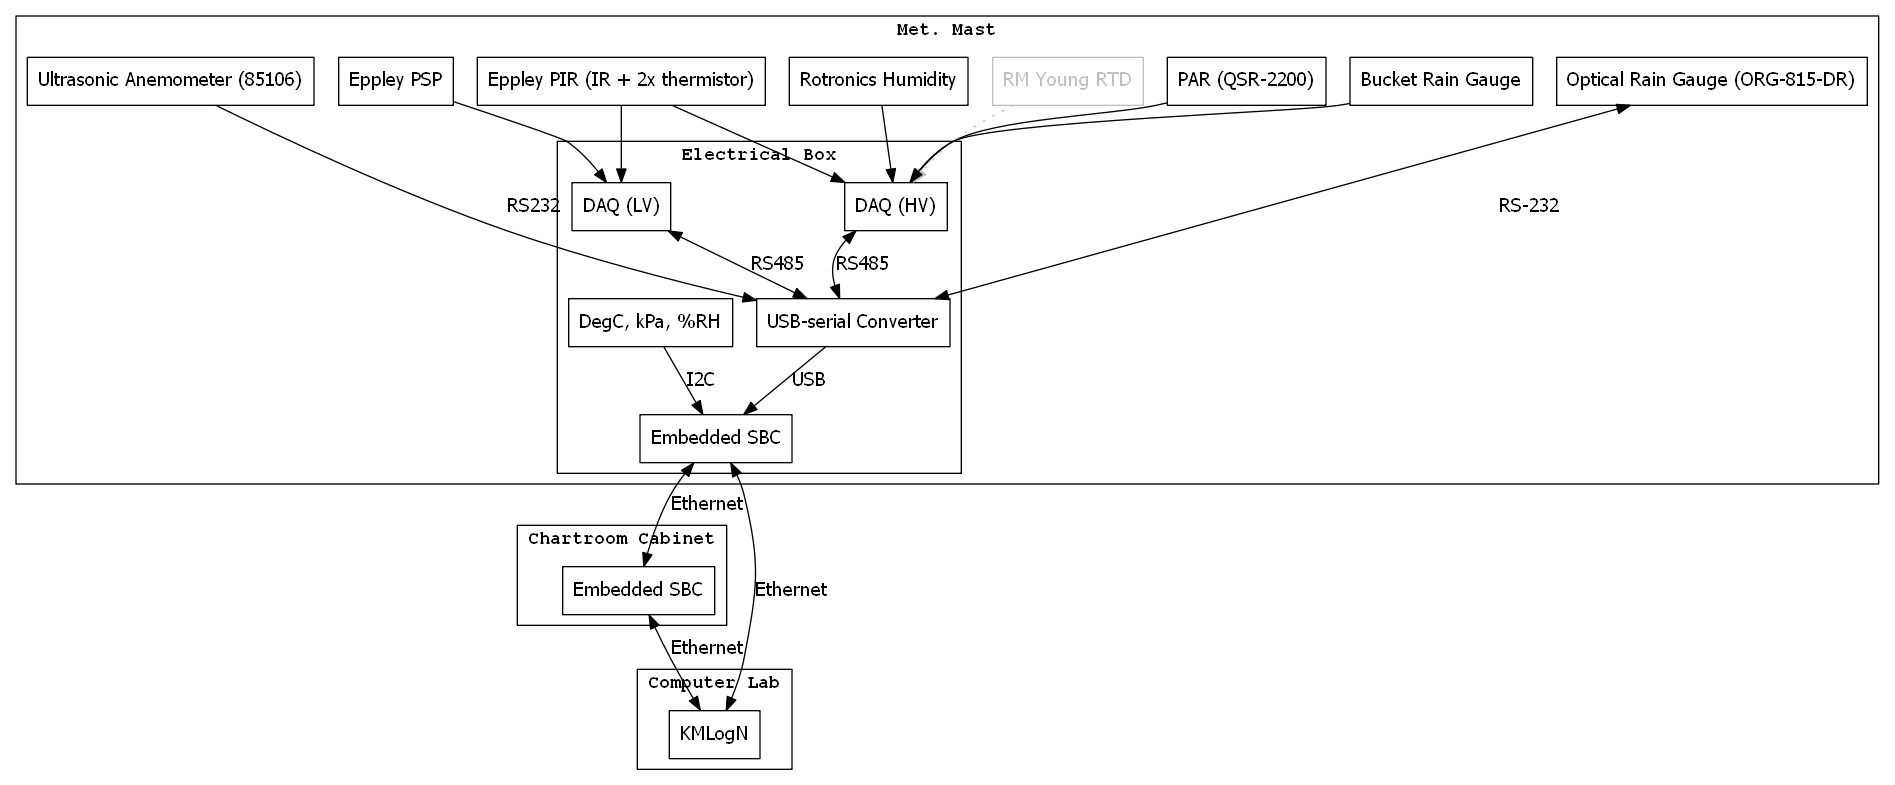 Met. Mast
Ultrasonic Anemometer (85106)
Eppley PSP
Eppley PIR (IR + 2x thermistor)
Rotronics Humidity
RM Young RTD
PAR (QSR-2200)
Bucket Rain Gauge
Optical Rain Gauge (ORG-815-DR)
Electrical Box
RS232
DAQ (LV)
DAQ (HV)
RS-232
RS485
RS485
DegC, kPa, %RH
USB-serial Converter
I2C
USB
Embedded SBC
Ethernet
Chartroom Cabinet
Embedded SBC
Ethernet
Ethernet
Computer Lab
KMLogN